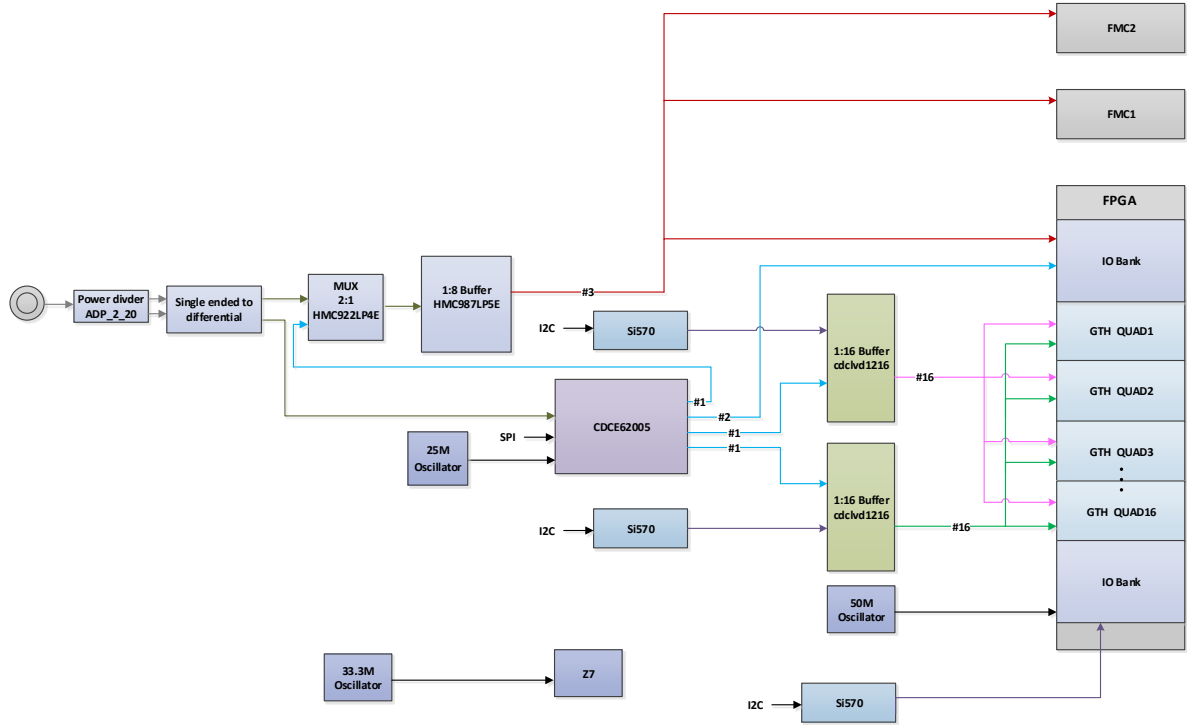 FMC2
FMC1
FPGA
IO Bank
Power divder
ADP_2_20
Single ended to
differential
MUX
2:1
HMC922LP4E
1:8 Buffer
HMC987LP5E
#3
I2C
Si570
1:16 Buffer
cdclvd1216
GTH QUAD1
#16
GTH QUAD2
CDCE62005
#1
#2
#1
#1
SPI
25M
Oscillator
GTH QUAD3
1:16 Buffer
cdclvd1216
GTH QUAD16
I2C
Si570
#16
IO Bank
50M
Oscillator
33.3M
Oscillator
Z7
I2C
Si570